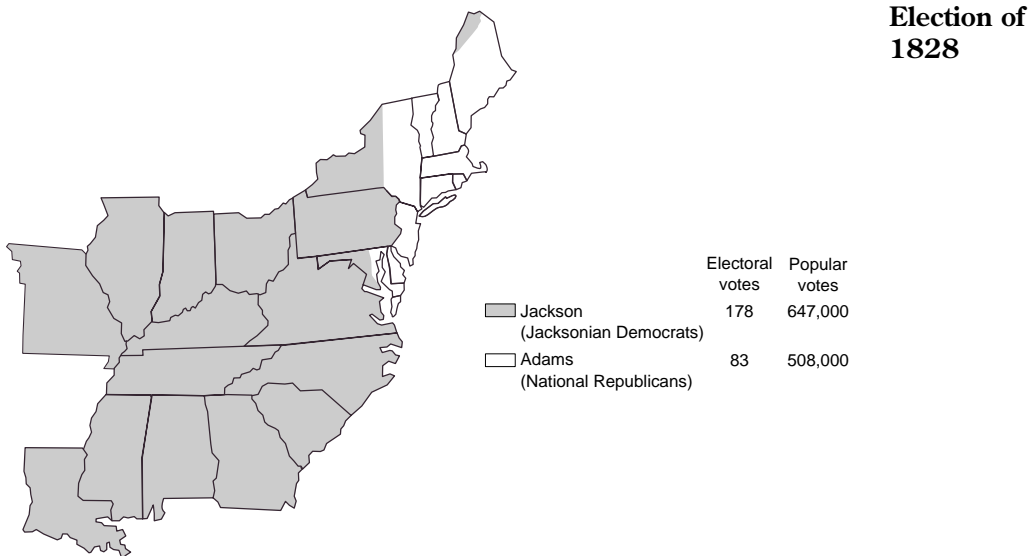 Election of
1828
Electoral Popular
votes votes
Jackson 178 647,000
(Jacksonian Democrats)
Adams 83 508,000
(National Republicans)